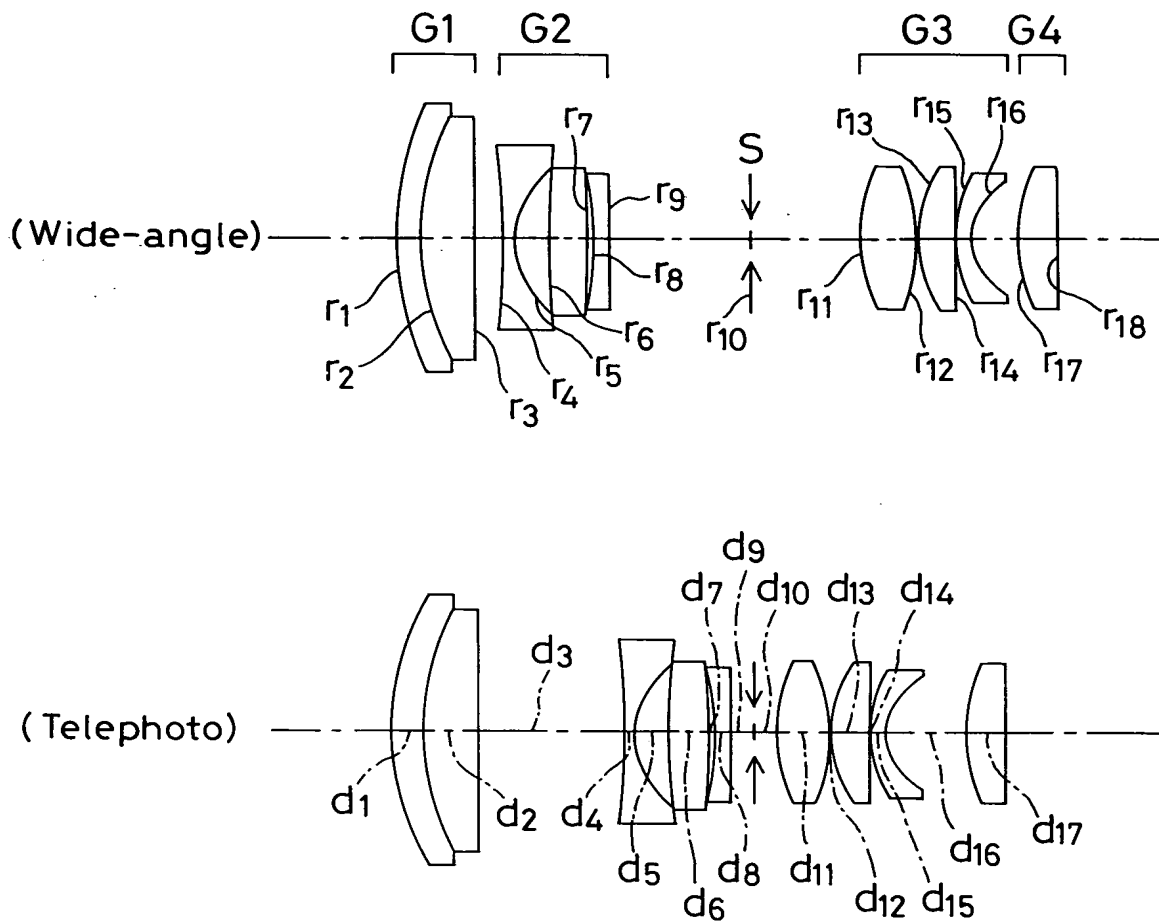 G1 G2 G3 G4
r7 S r13 r15 r16
r9
(Wide-angle)
r8
r1 r2 r3 r4 r5 r6 r10 r11 r12 r14 r17 r18
d9
d7 d10 d13 d14
d3
(Telephoto)
d1 d2 d4 d11 d16 d17
d5 d6 d8 d12 d15